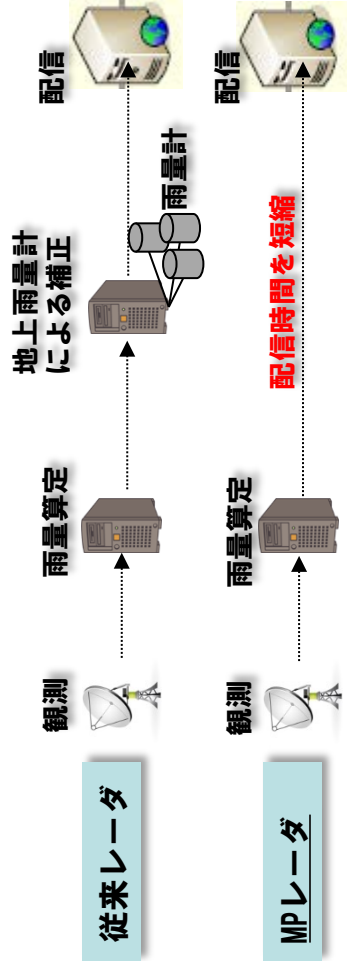 従来レーダ
観測
雨量算定
地上雨量計
による補正
雨量計
配信
MPレーダ
観測
雨量算定
配信時間を短縮
配信